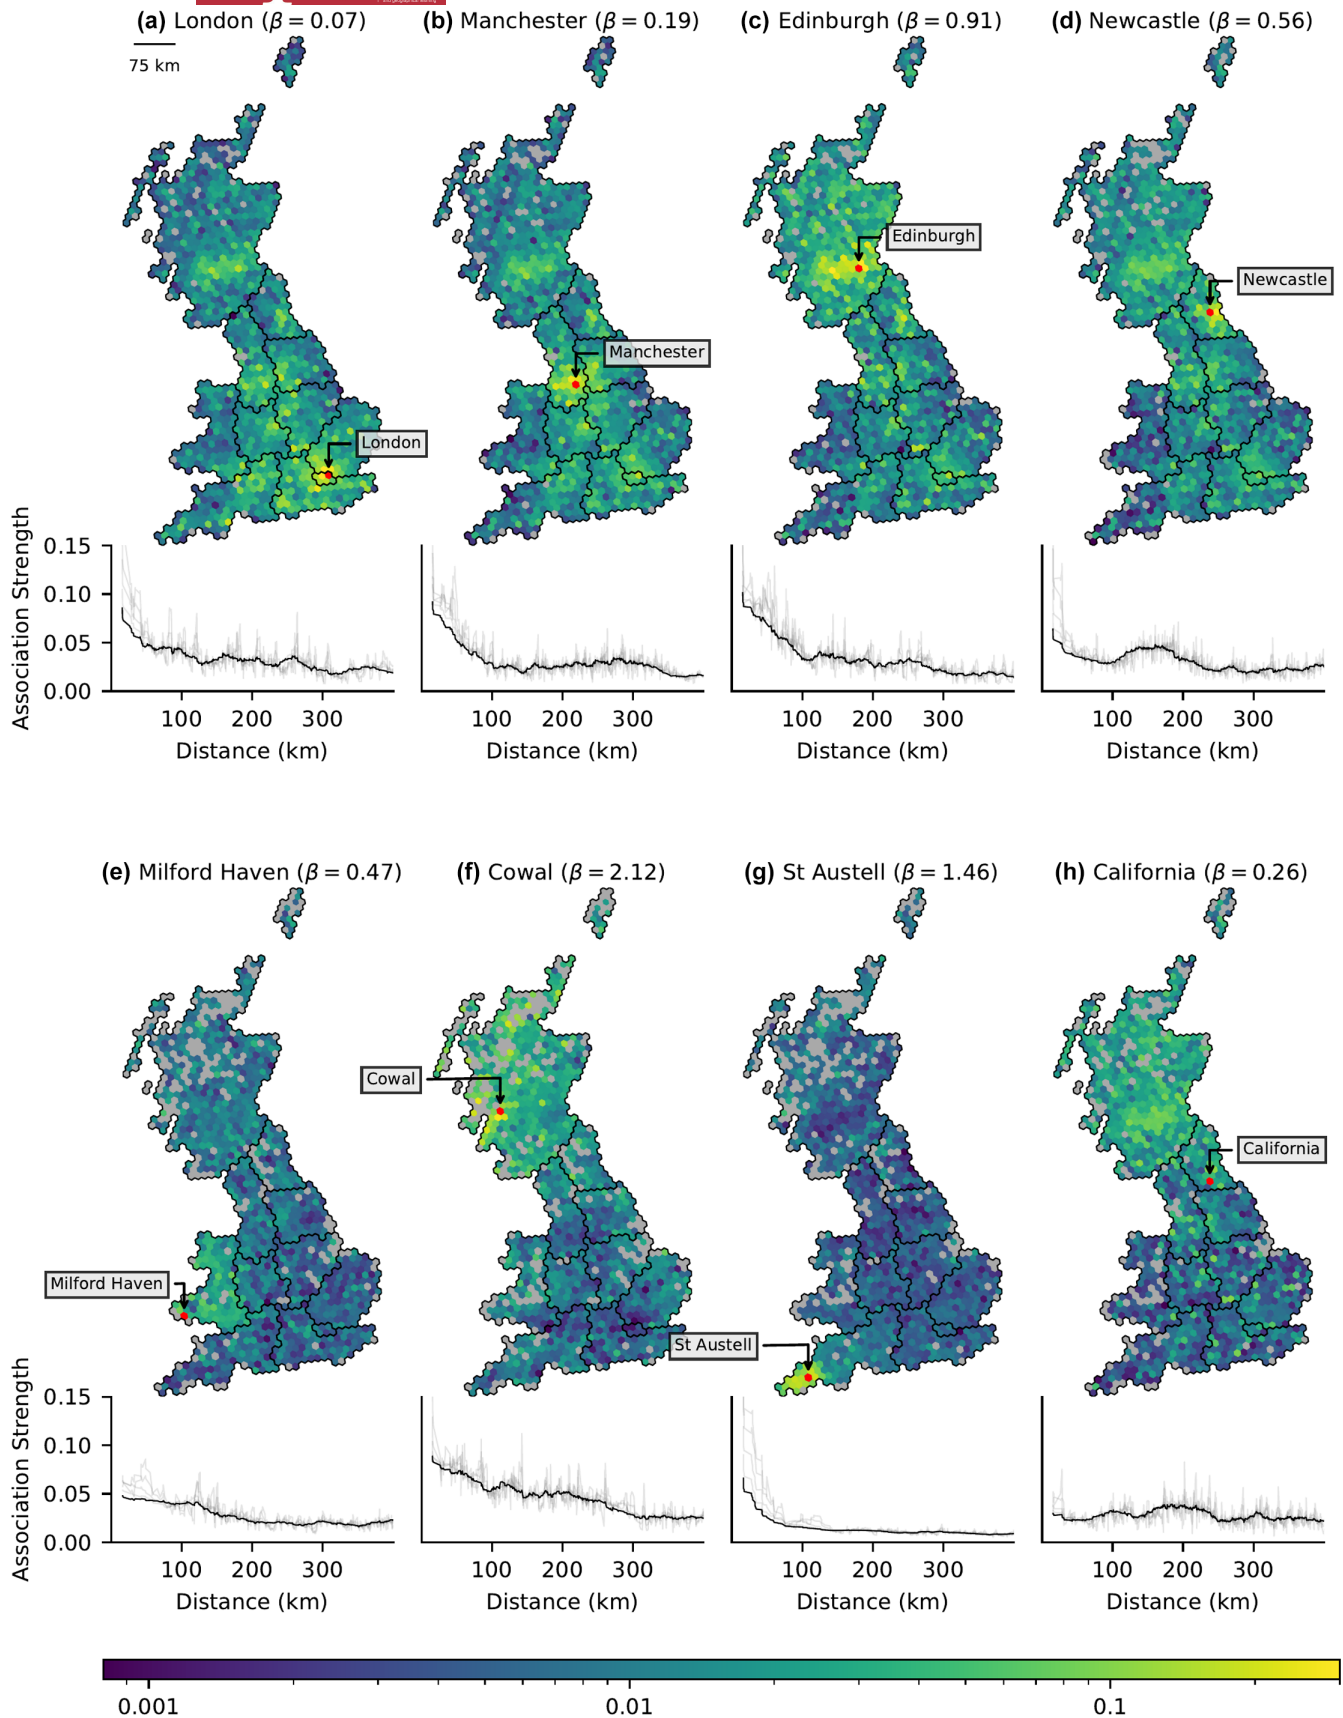 (a) London (β = 0.07)
(b) Manchester (β = 0.19)
(c) Edinburgh (β = 0.91)
(d) Newcastle (β = 0.56)
75 km
Edinburgh
Newcastle
Manchester
London
Association Strength
0.15
0.10
0.05
0.00
100 200 300
100 200 300
100 200 300
100 200 300
Distance (km)
Distance (km)
Distance (km)
Distance (km)
(e) Milford Haven (β = 0.47)
(f) Cowal (β = 2.12)
(g) St Austell (β = 1.46)
(h) California (β = 0.26)
Cowal
California
Milford Haven
St Austell
Association Strength
0.15
0.10
0.05
0.00
100 200 300
100 200 300
100 200 300
100 200 300
Distance (km)
Distance (km)
Distance (km)
Distance (km)
0.001 0.01 0.1